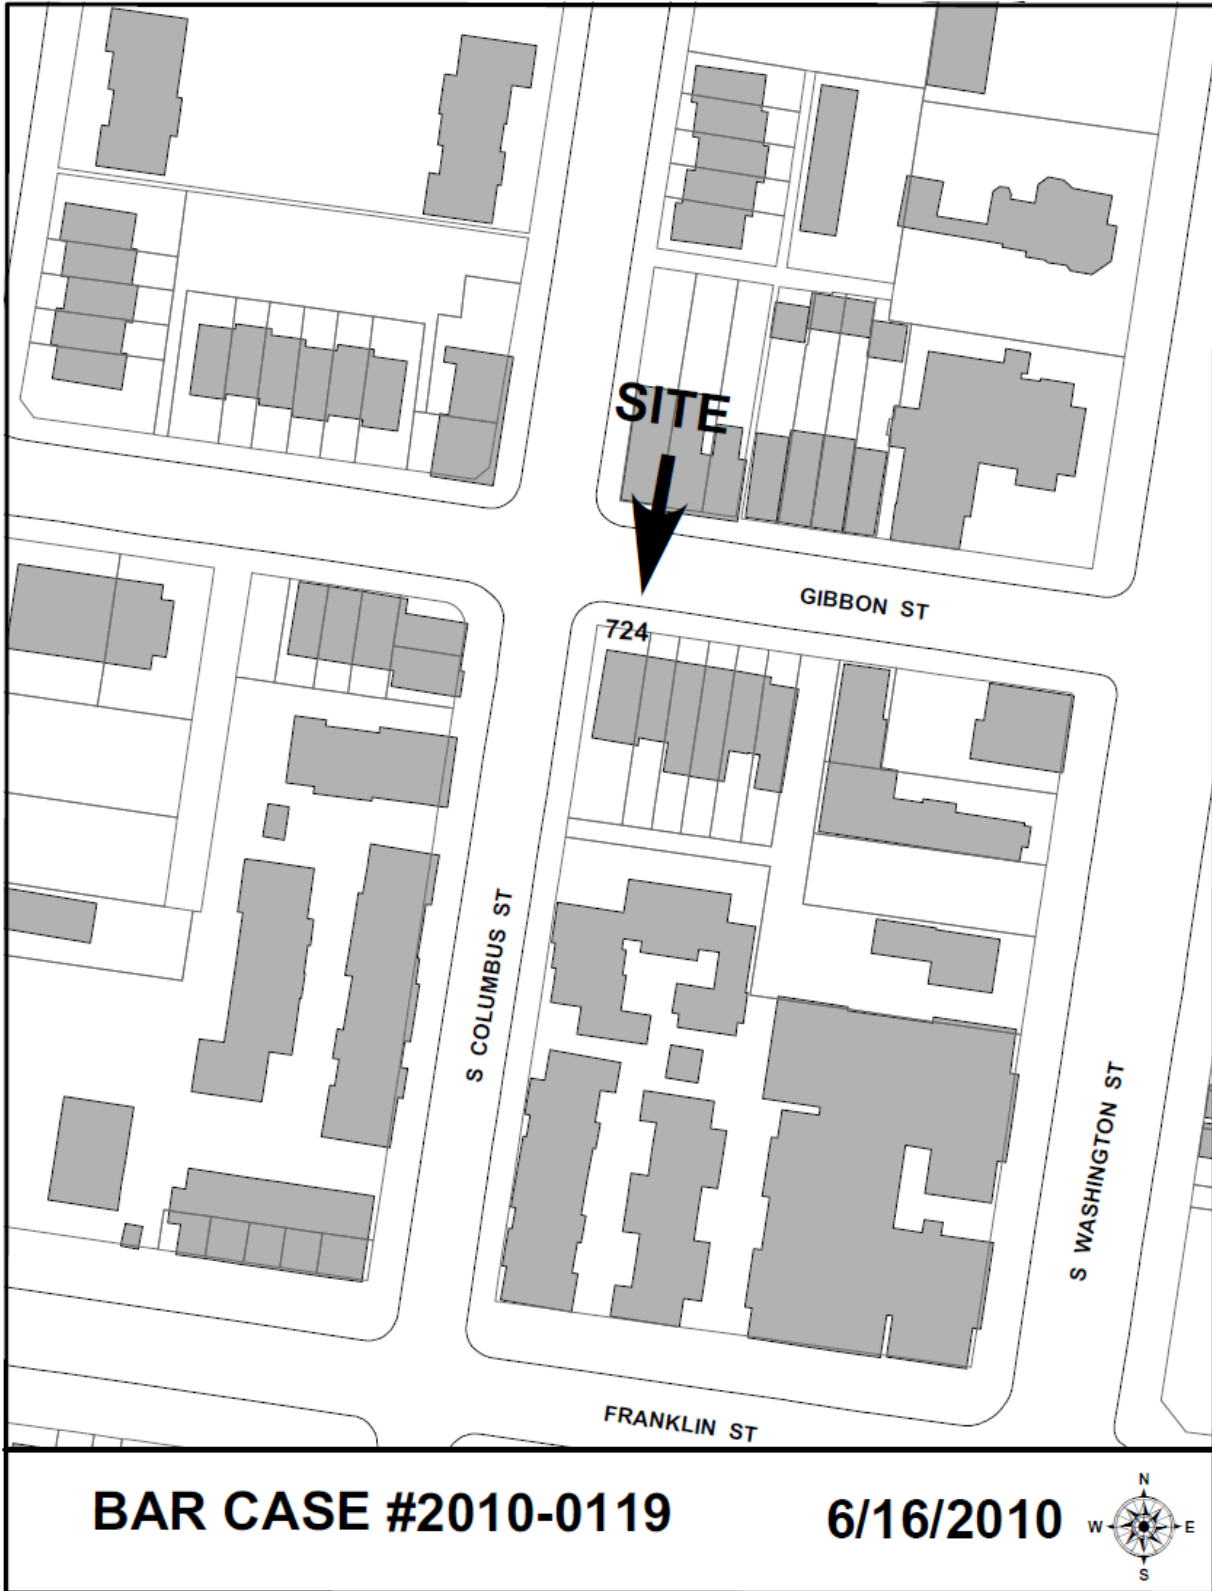 SITE
GIBBON ST
724
S COLUMBUS ST
S WASHINGTON ST
FRANKLIN ST
BAR CASE #2010-0119
6/16/2010
N
W E
S